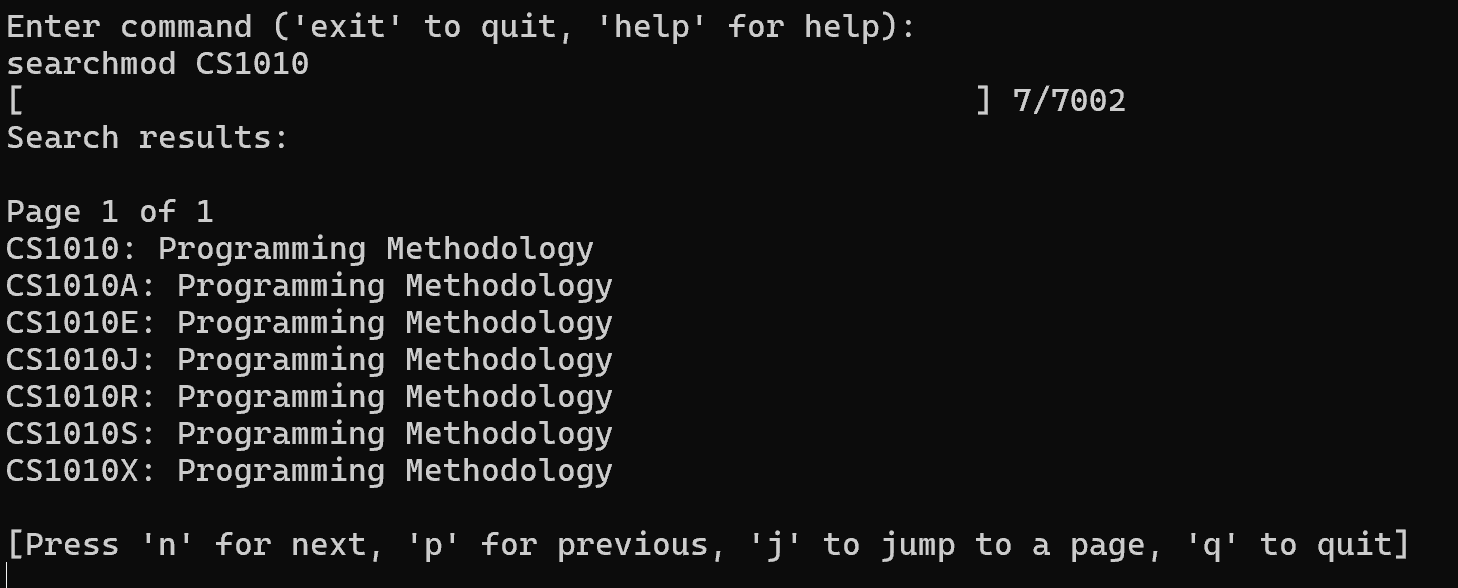 Enter command ('exit' to quit, 'help' for help):
searchmod CS1010
[                                                  ] 7/7002
Search results:

Page 1 of 1
CS1010: Programming Methodology
CS1010A: Programming Methodology
CS1010E: Programming Methodology
CS1010J: Programming Methodology
CS1010R: Programming Methodology
CS1010S: Programming Methodology
CS1010X: Programming Methodology

[Press 'n' for next, 'p' for previous, 'j' to jump to a page, 'q' to quit]